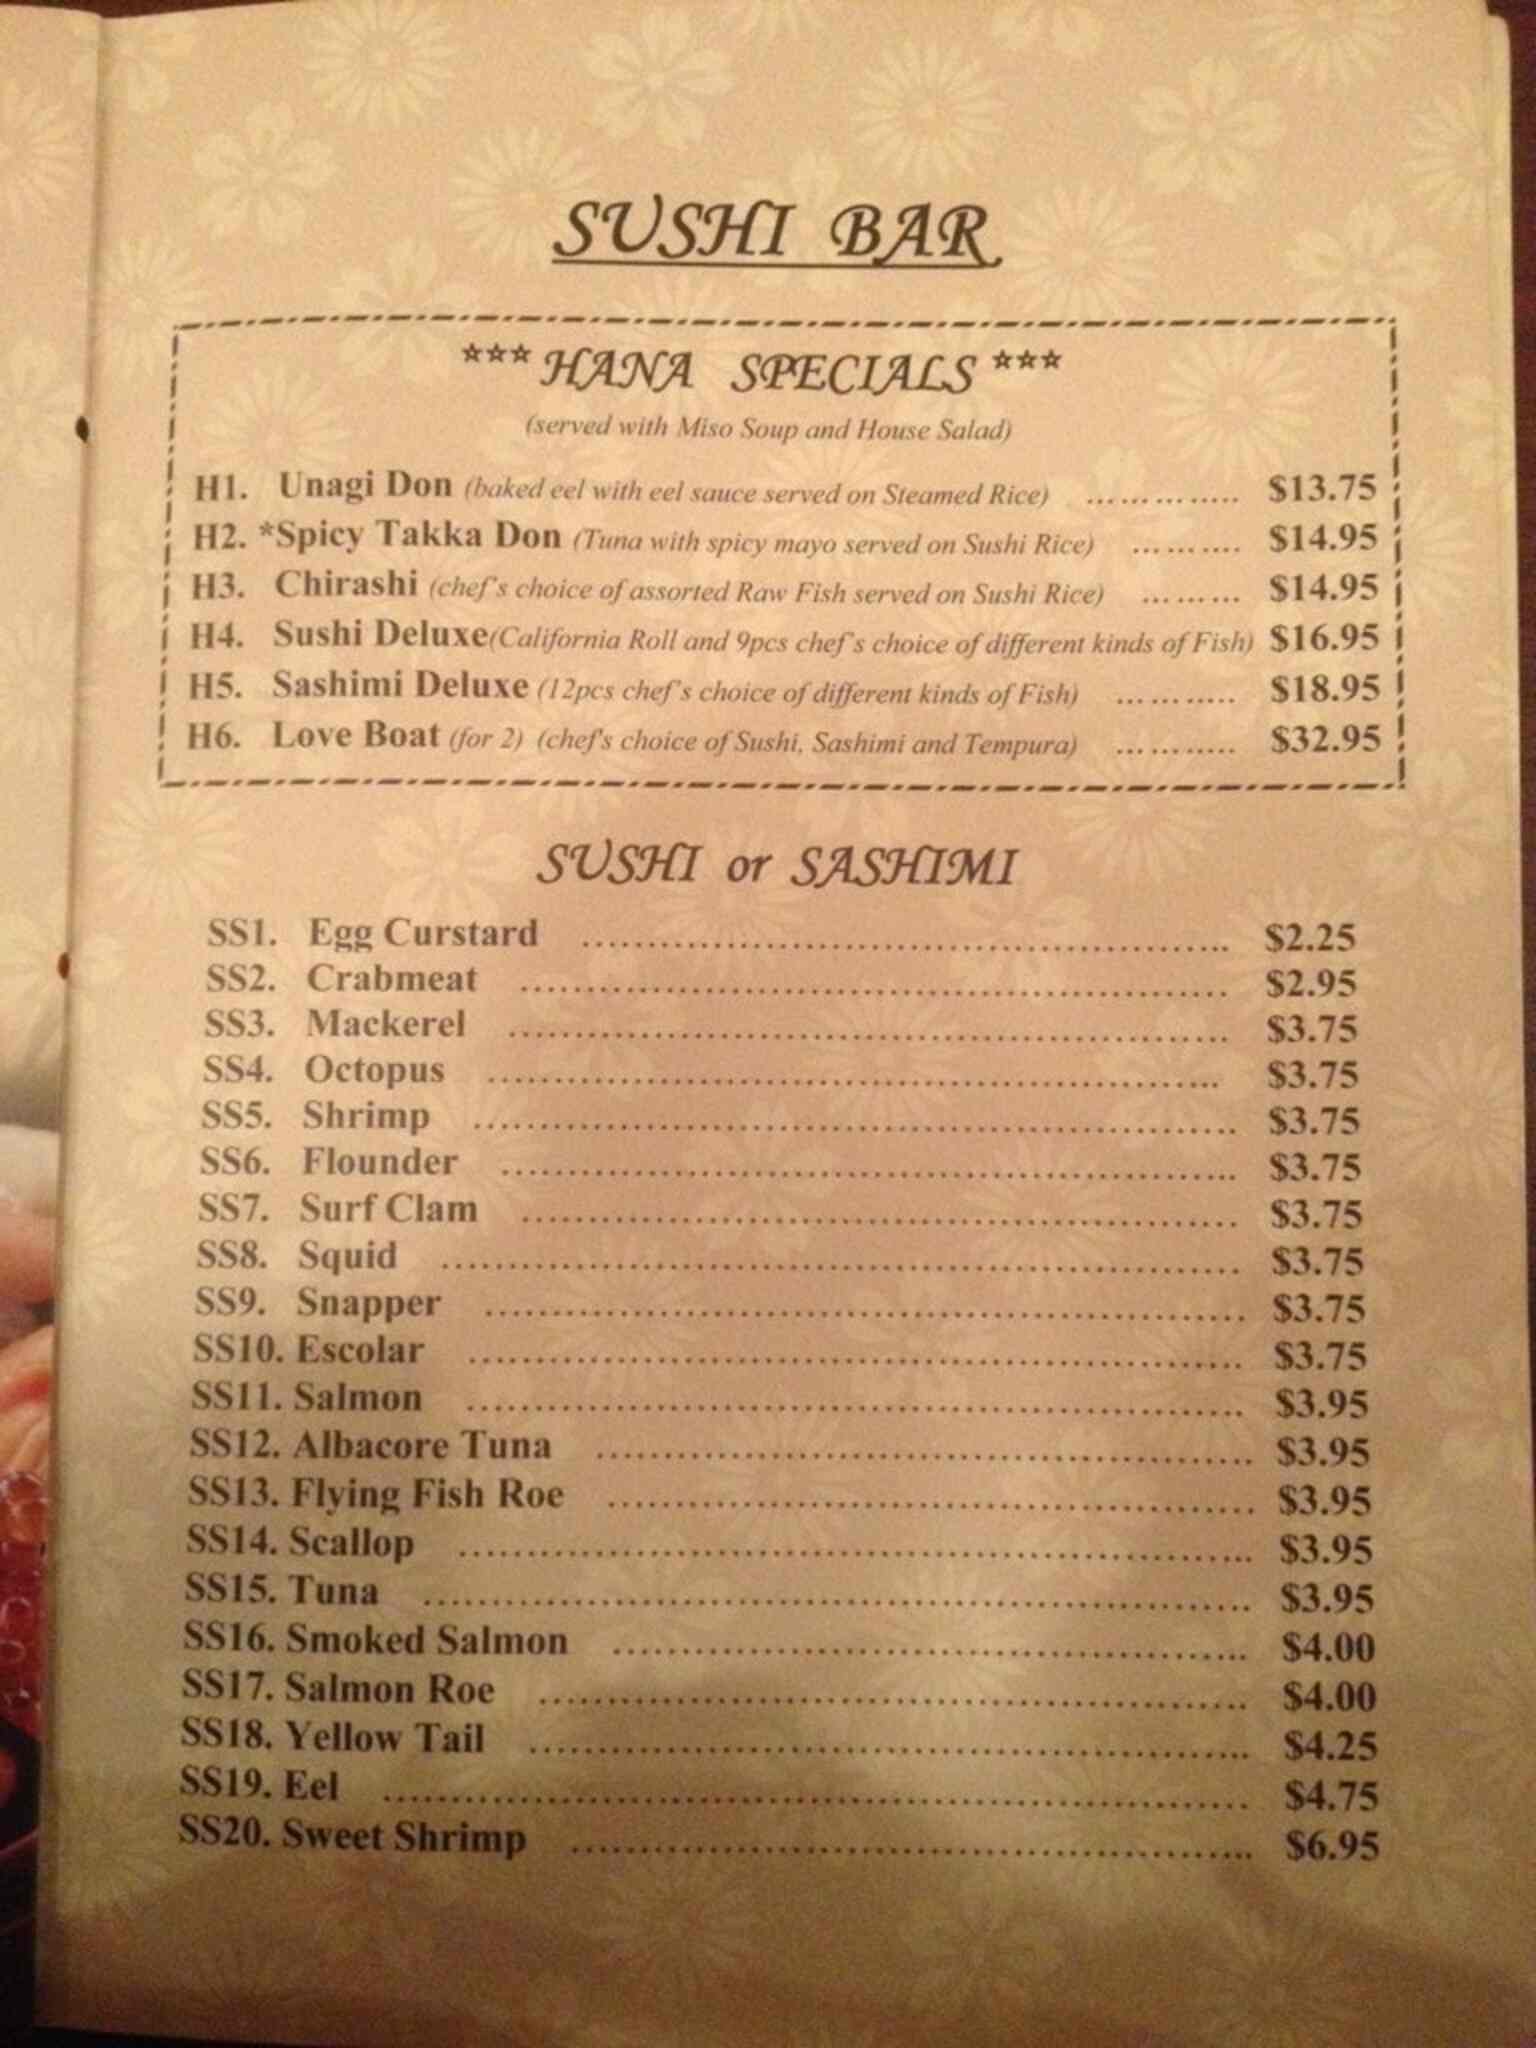 SUSHI BAR
***HANA SPECIALS***
(served with Miso Soup and House Salad)
H1. Unagi Don (baked eel with eel sauce served on Steamed Rice) ………….. $13.75
H2. *Spicy Takka Don (Tuna with spicy mayo served on Sushi Rice) ………. $14.95
H3. Chirashi (chef's choice of assorted Raw Fish served on Sushi Rice) ……… $14.95
H4. Sushi Deluxe(California Roll and 9pcs chef's choice of different kinds of Fish) $16.95
H5. Sashimi Deluxe (12pcs chef's choice of different kinds of Fish) ……….. $18.95
H6. Love Boat (for 2) (chef's choice of Sushi, Sashimi and Tempura) ……….. $32.95
SUSHI or SASHIMI
SS1. Egg Curstard ………………………………………….. $2.25
SS2. Crabmeat ……………………………………………… $2.95
SS3. Mackerel ……………………………………………… $3.75
SS4. Octopus ……………………………………………….. $3.75
SS5. Shrimp …………………………………………………. $3.75
SS6. Flounder ……………………………………………….. $3.75
SS7. Surf Clam ……………………………………………… $3.75
SS8. Squid …………………………………………………… $3.75
SS9. Snapper ………………………………………………… $3.75
SS10. Escolar …………………………………………………. $3.75
SS11. Salmon …………………………………………………. $3.95
SS12. Albacore Tuna …………………………………………. $3.95
SS13. Flying Fish Roe ………………………………………… $3.95
SS14. Scallop ………………………………………………….. $3.95
SS15. Tuna ……………………………………………………. $3.95
SS16. Smoked Salmon ……………………………………….. $4.00
SS17. Salmon Roe ……………………………………………. $4.00
SS18. Yellow Tail …………………………………………….. $4.25
SS19. Eel ……………………………………………………… $4.75
SS20. Sweet Shrimp ………………………………………….. $6.95